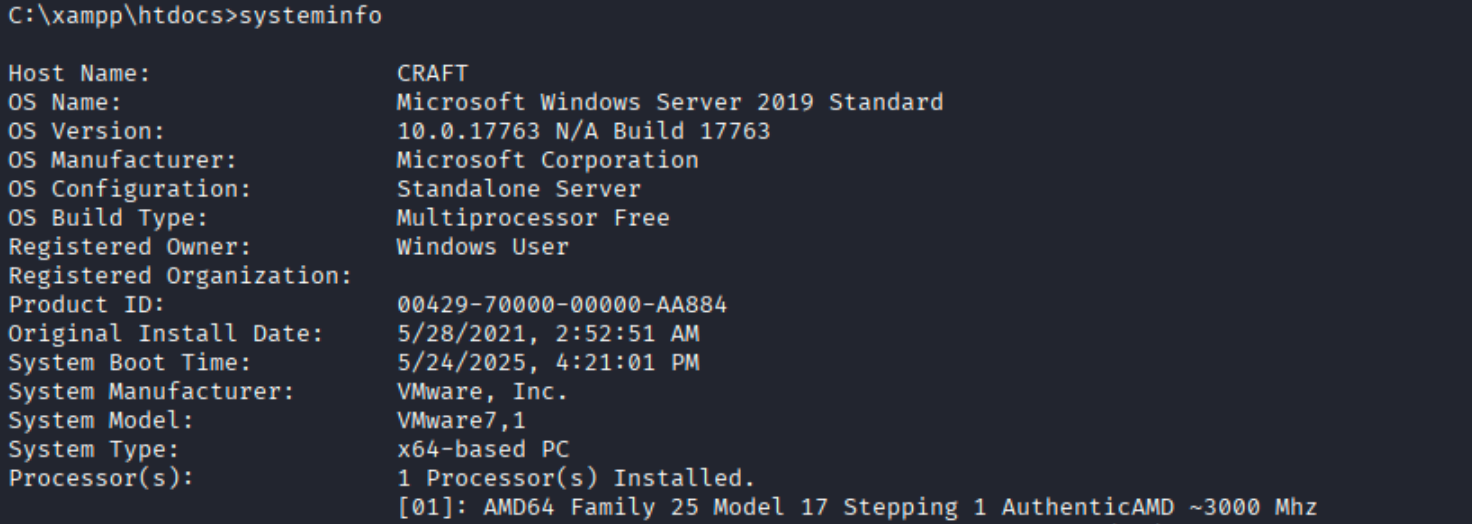 C:\xampp\htdocs>systeminfo
Host Name: CRAFT
OS Name: Microsoft Windows Server 2019 Standard
OS Version: 10.0.17763 N/A Build 17763
OS Manufacturer: Microsoft Corporation
OS Configuration: Standalone Server
OS Build Type: Multiprocessor Free
Registered Owner: Windows User
Registered Organization:
Product ID: 00429-70000-00000-AA884
Original Install Date: 5/28/2021, 2:52:51 AM
System Boot Time: 5/24/2025, 4:21:01 PM
System Manufacturer: VMware, Inc.
System Model: VMware7,1
System Type: x64-based PC
Processor(s): 1 Processor(s) Installed.
[01]: AMD64 Family 25 Model 17 Stepping 1 AuthenticAMD ~3000 Mhz